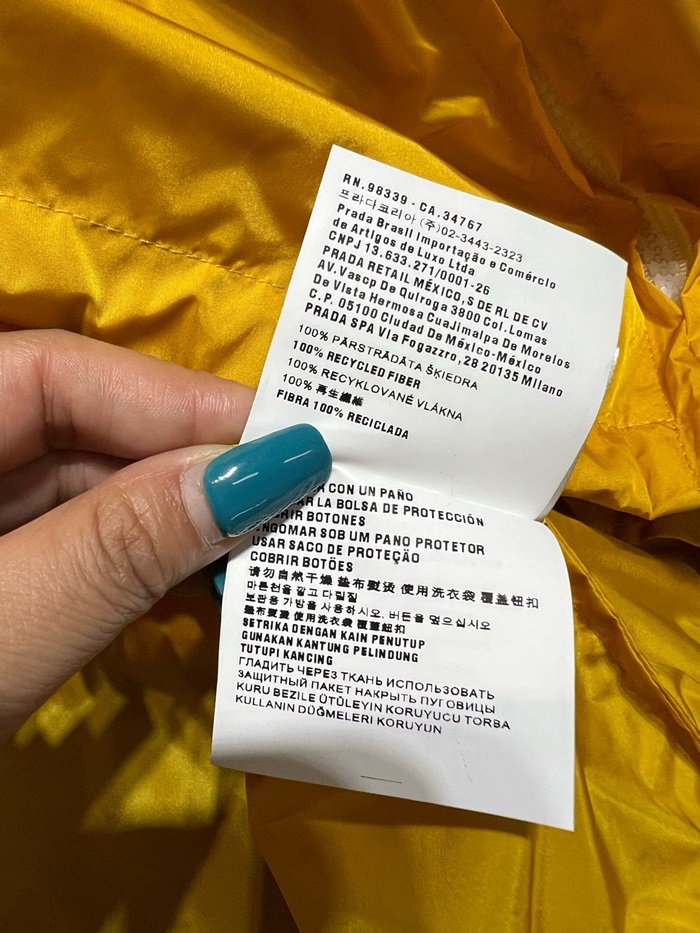 RN.98339 - CA.34767
프라다코리아 (주)02-3443-2323
Prada Brasil Importação e Comércio
de Artigos de Luxo Ltda
CNPJ 13.633.271/0001-26
PRADA RETAIL MÉXICO, S DE RL DE CV
AV. Vascp De Quiroga 3800 Col. Lomas
De Vista Hermosa CuaJimalpa De Morelos
C.P. 05100 Ciudad De México-México
PRADA SPA Via Fogazzro, 28 20135 Milano
100% PĀRSTRĀDĀTA ŠĶIEDRA
100% RECYCLED FIBER
100% RECYKLOVANÉ VLÁKNA
100% 再生纖維
FIBRA 100% RECICLADA
CON UN PAÑO
LA BOLSA DE PROTECCIÓN
BOTONES
SOB UM PANO PROTETOR
USAR SACO DE PROTEÇÃO
COBRIR BOTÕES
请勿自然干燥 垫布熨烫 使用洗衣袋 覆盖钮扣
마른천을 깔고 다림질
보관용 가방을 사용하시오. 버튼을 덮으십시오
墊布熨燙 使用洗衣袋 覆蓋鈕扣
SETRIKA DENGAN KAIN PENUTUP
GUNAKAN KANTUNG PELINDUNG
TUTUPI KANCING
ГЛАДИТЬ ЧЕРЕЗ ТКАНЬ ИСПОЛЬЗОВАТЬ
ЗАЩИТНЫЙ ПАКЕТ НАКРЫТЬ ПУГОВИЦЫ
KURU BEZILE ÜTÜLEYIN KORUYUCU TORBA
KULLANIN DÜĞMELERI KORUYUN